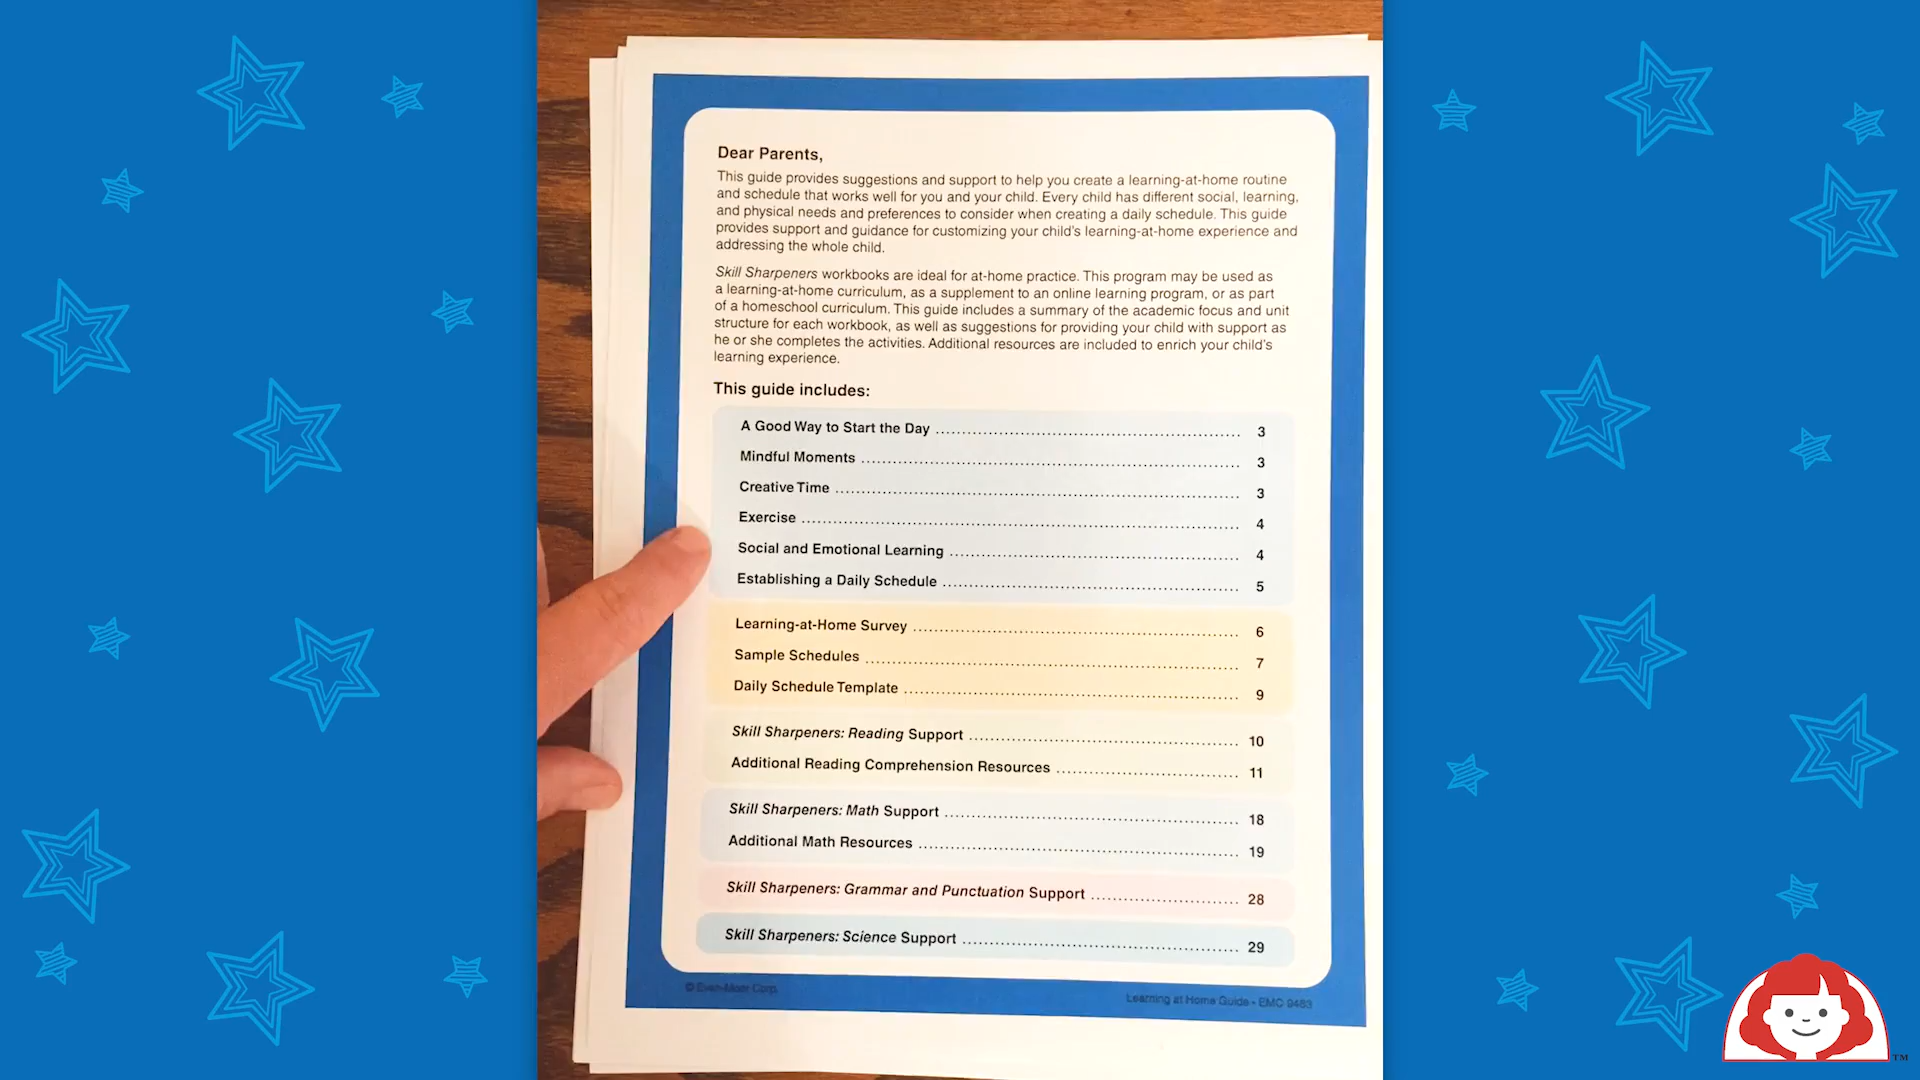 Dear Parents,
This guide provides suggestions and support to help you create a learning-at-home routine
and schedule that works well for you and your child. Every child has different social, learning,
and physical needs and preferences to consider when creating a daily schedule. This guide
provides support and guidance for customizing your child's learning-at-home experience and
addressing the whole child.
Skill Sharpeners workbooks are ideal for at-home practice. This program may be used as
a learning-at-home curriculum, as a supplement to an online learning program, or as part
of a homeschool curriculum. This guide includes a summary of the academic focus and unit
structure for each workbook, as well as suggestions for providing your child with support as
he or she completes the activities. Additional resources are included to enrich your child's
learning experience.
This guide includes:
A Good Way to Start the Day ........................................ 3
Mindful Moments ........................................ 3
Creative Time ........................................ 3
Exercise ........................................ 4
Social and Emotional Learning ........................................ 4
Establishing a Daily Schedule ........................................ 5
Learning-at-Home Survey ........................................ 6
Sample Schedules ........................................ 7
Daily Schedule Template ........................................ 9
Skill Sharpeners: Reading Support ........................................ 10
Additional Reading Comprehension Resources ........................................ 11
Skill Sharpeners: Math Support ........................................ 18
Additional Math Resources ........................................ 19
Skill Sharpeners: Grammar and Punctuation Support ........................................ 28
Skill Sharpeners: Science Support ........................................ 29
© Evan-Moor Corp.
Learning at Home Guide • EMC 9463
TM